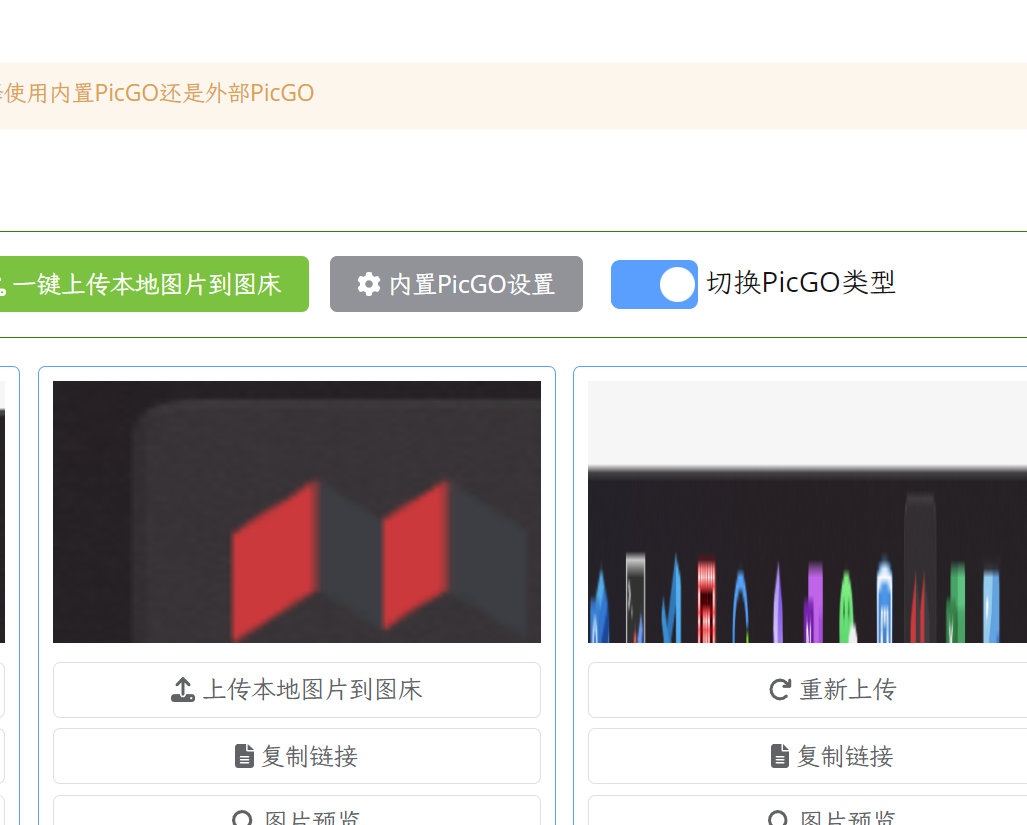 使用内置PicGO还是外部PicGO
一键上传本地图片到图床
内置PicGO设置
切换PicGO类型
上传本地图片到图床
重新上传
复制链接
复制链接
图片预览
图片预览